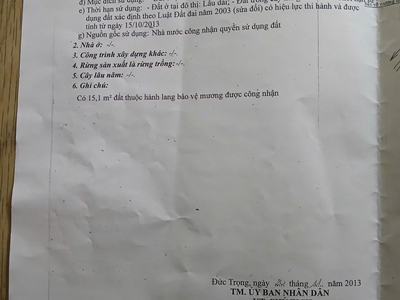 d) Mục đích sử dụng:
e) Thời hạn sử dụng: - Đất ở tại đô thị: Lâu dài; - Đất
dụng đất xác định theo Luật Đất đai năm 2003 (sửa đổi) có hiệu lực thi hành và được
tính từ ngày 15/10/2013
g) Nguồn gốc sử dụng: Nhà nước công nhận quyền sử dụng đất
2. Nhà ở: -/-
3. Công trình xây dựng khác: -/-
4. Rừng sản xuất là rừng trồng:-/-
5. Cây lâu năm: -/-
6. Ghi chú:
Có 15,1 m² đất thuộc hành lang bảo vệ mương được công nhận
Đức Trọng, ngày tháng năm 2013
TM. ỦY BAN NHÂN DÂN